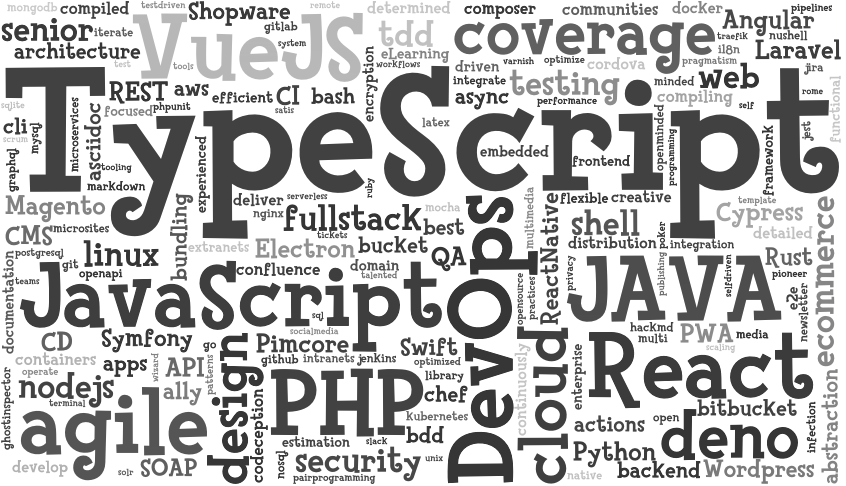 mongodb
compiled
testdriven
Shopware
remote
determined
composer
communities
docker
pipelines
senior
iterate
gitlab
VueJS
system
tdd
coverage
Angular
traefik
nushell
architecture
test
tools
eLearning
workflows
driven
varnish
optimize
cordova
pragmatism
i18n
Laravel
TypeScript
REST
aws
efficient
CI
bash
encryption
integrate
testing
minded
web
jira
sqlite
focused
phpunit
satis
async
performance
compiling
self
rome
functional
cli
scrum
mysql
microservices
asciidoc
latex
openminded
programming
jest
graphql
tooling
experienced
embedded
frontend
framework
markdown
ruby
Magento
bundling
deliver
serverless
nginx
fullstack
mocha
best
multimedia
flexible
creative
template
Cypress
CMS
microsites
tickets
shell
poker
detailed
extranets
Electron
bucket
QA
DevOps
ReactNative
distribution
integration
ecommerce
documentation
postgresql
git
linux
openapi
confluence
domain
talented
privacy
publishing
selfdriven
Rust
pioneer
teams
JavaScript
sql
opensource
practices
JAVA
e2e
newsletter
socialmedia
CD
Symfony
go
Pimcore
Swift
cloud
hackmd
multi
PWA
media
scaling
containers
operate
apps
wizard
API
patterns
design
github
intranets
jenkins
optimized
library
continuously
enterprise
React
ghostinspector
nodejs
terminal
a11y
codeception
PHP
chef
Kubernetes
bitbucket
abstraction
agile
estimation
slack
bdd
actions
open
deno
infection
develop
solr
SOAP
nosql
security
pairprogramming
unix
native
Python
backend
Wordpress